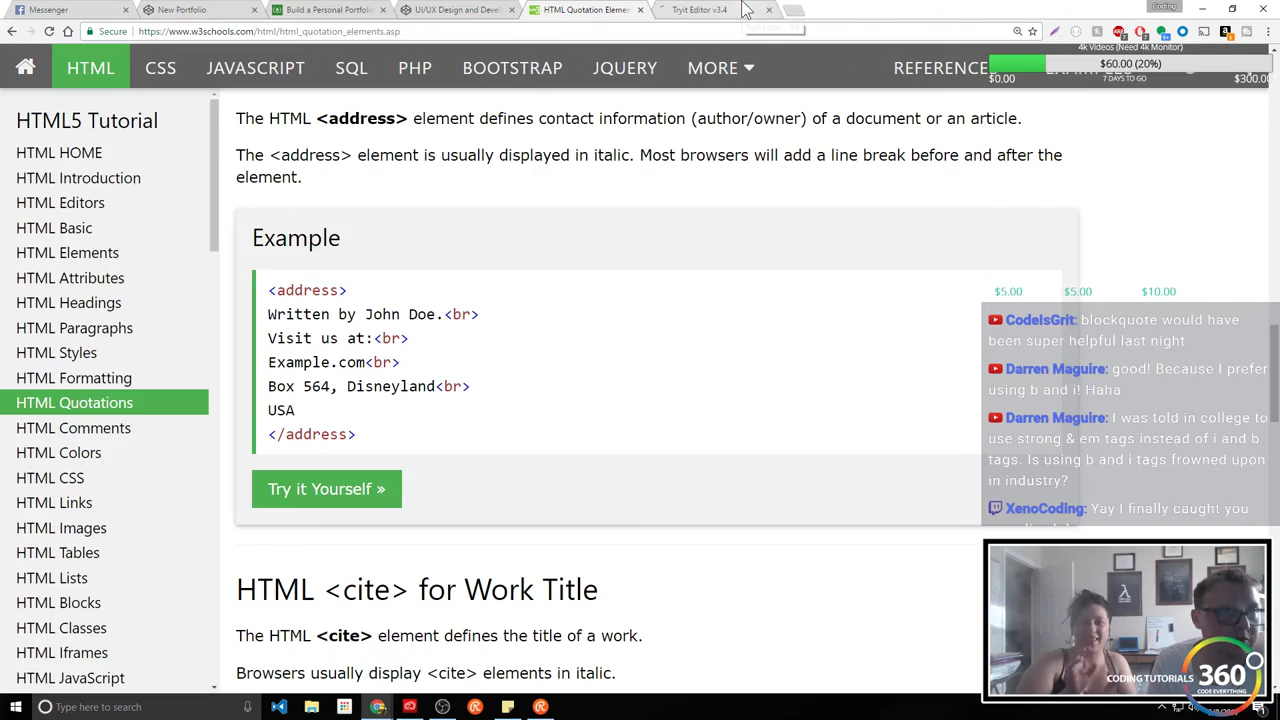 Messenger
New Portfolio
Build a Personal Portfolio
UI/UX Design and Develo
HTML Quotation Element
Tryit Editor v3.4
Coding
Secure
https://www.w3schools.com/html/html_quotation_elements.asp
4k Videos (Need 4k Monitor)
$60.00 (20%)
$0.00
7 DAYS TO GO
$300.00
HTML
CSS
JAVASCRIPT
SQL
PHP
BOOTSTRAP
JQUERY
MORE
REFERENCE
HTML5 Tutorial
HTML HOME
HTML Introduction
HTML Editors
HTML Basic
HTML Elements
HTML Attributes
HTML Headings
HTML Paragraphs
HTML Styles
HTML Formatting
HTML Quotations
HTML Comments
HTML Colors
HTML CSS
HTML Links
HTML Images
HTML Tables
HTML Lists
HTML Blocks
HTML Classes
HTML Iframes
HTML JavaScript
The HTML <address> element defines contact information (author/owner) of a document or an article.
The <address> element is usually displayed in italic. Most browsers will add a line break before and after the
element.
Example
<address>
Written by John Doe.<br>
Visit us at:<br>
Example.com<br>
Box 564, Disneyland<br>
USA
</address>
Try it Yourself »
HTML <cite> for Work Title
The HTML <cite> element defines the title of a work.
Browsers usually display <cite> elements in italic.
$5.00
$5.00
$10.00
CodeIsGrit: blockquote would have
been super helpful last night
Darren Maguire: good! Because I prefer
using b and i! Haha
Darren Maguire: I was told in college to
use strong & em tags instead of i and b
tags. Is using b and i tags frowned upon
in industry?
XenoCoding: Yay I finally caught you
CODING TUTORIALS 360
CODE EVERYTHING
Type here to search